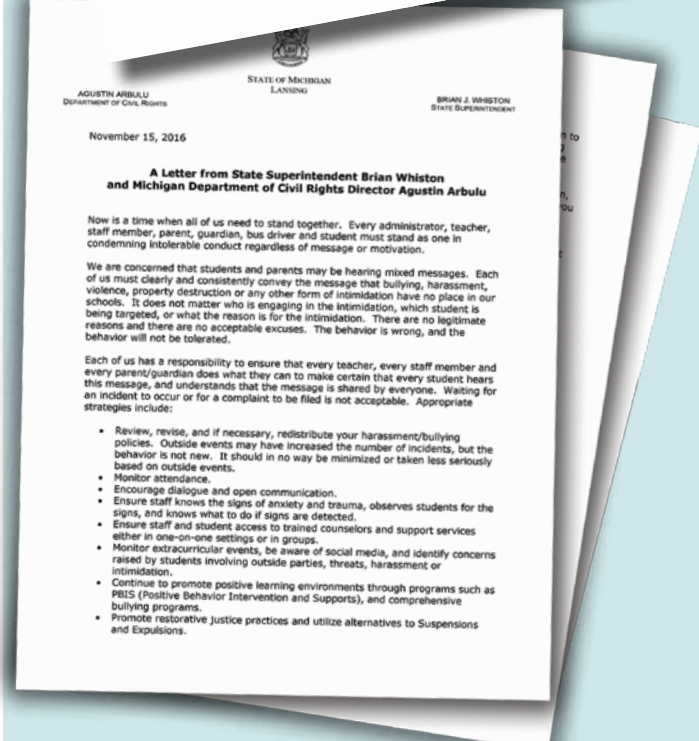 STATE OF MICHIGAN
LANSING
AGUSTIN ARBULU
DEPARTMENT OF CIVIL RIGHTS
BRIAN J. WHISTON
STATE SUPERINTENDENT
November 15, 2016
A Letter from State Superintendent Brian Whiston
and Michigan Department of Civil Rights Director Agustin Arbulu
Now is a time when all of us need to stand together. Every administrator, teacher,
staff member, parent, guardian, bus driver and student must stand as one in
condemning intolerable conduct regardless of message or motivation.
We are concerned that students and parents may be hearing mixed messages. Each
of us must clearly and consistently convey the message that bullying, harassment,
violence, property destruction or any other form of intimidation have no place in our
schools. It does not matter who is engaging in the intimidation, which student is
being targeted, or what the reason is for the intimidation. There are no legitimate
reasons and there are no acceptable excuses. The behavior is wrong, and the
behavior will not be tolerated.
Each of us has a responsibility to ensure that every teacher, every staff member and
every parent/guardian does what they can to make certain that every student hears
this message, and understands that the message is shared by everyone. Waiting for
an incident to occur or for a complaint to be filed is not acceptable. Appropriate
strategies include:
• Review, revise, and if necessary, redistribute your harassment/bullying
policies. Outside events may have increased the number of incidents, but the
behavior is not new. It should in no way be minimized or taken less seriously
based on outside events.
• Monitor attendance.
• Encourage dialogue and open communication.
• Ensure staff knows the signs of anxiety and trauma, observes students for the
signs, and knows what to do if signs are detected.
• Ensure staff and student access to trained counselors and support services
either in one-on-one settings or in groups.
• Monitor extracurricular events, be aware of social media, and identify concerns
raised by students involving outside parties, threats, harassment or
intimidation.
• Continue to promote positive learning environments through programs such as
PBIS (Positive Behavior Intervention and Supports), and comprehensive
bullying programs.
• Promote restorative justice practices and utilize alternatives to Suspensions
and Expulsions.